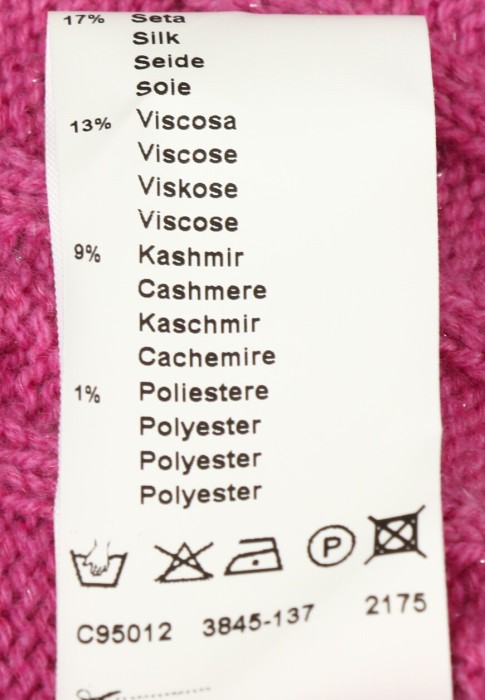 17% Seta
Silk
Seide
Soie
13% Viscosa
Viscose
Viskose
Viscose
9% Kashmir
Cashmere
Kaschmir
Cachemire
1% Poliestere
Polyester
Polyester
Polyester
P
C95012 3845-137 2175